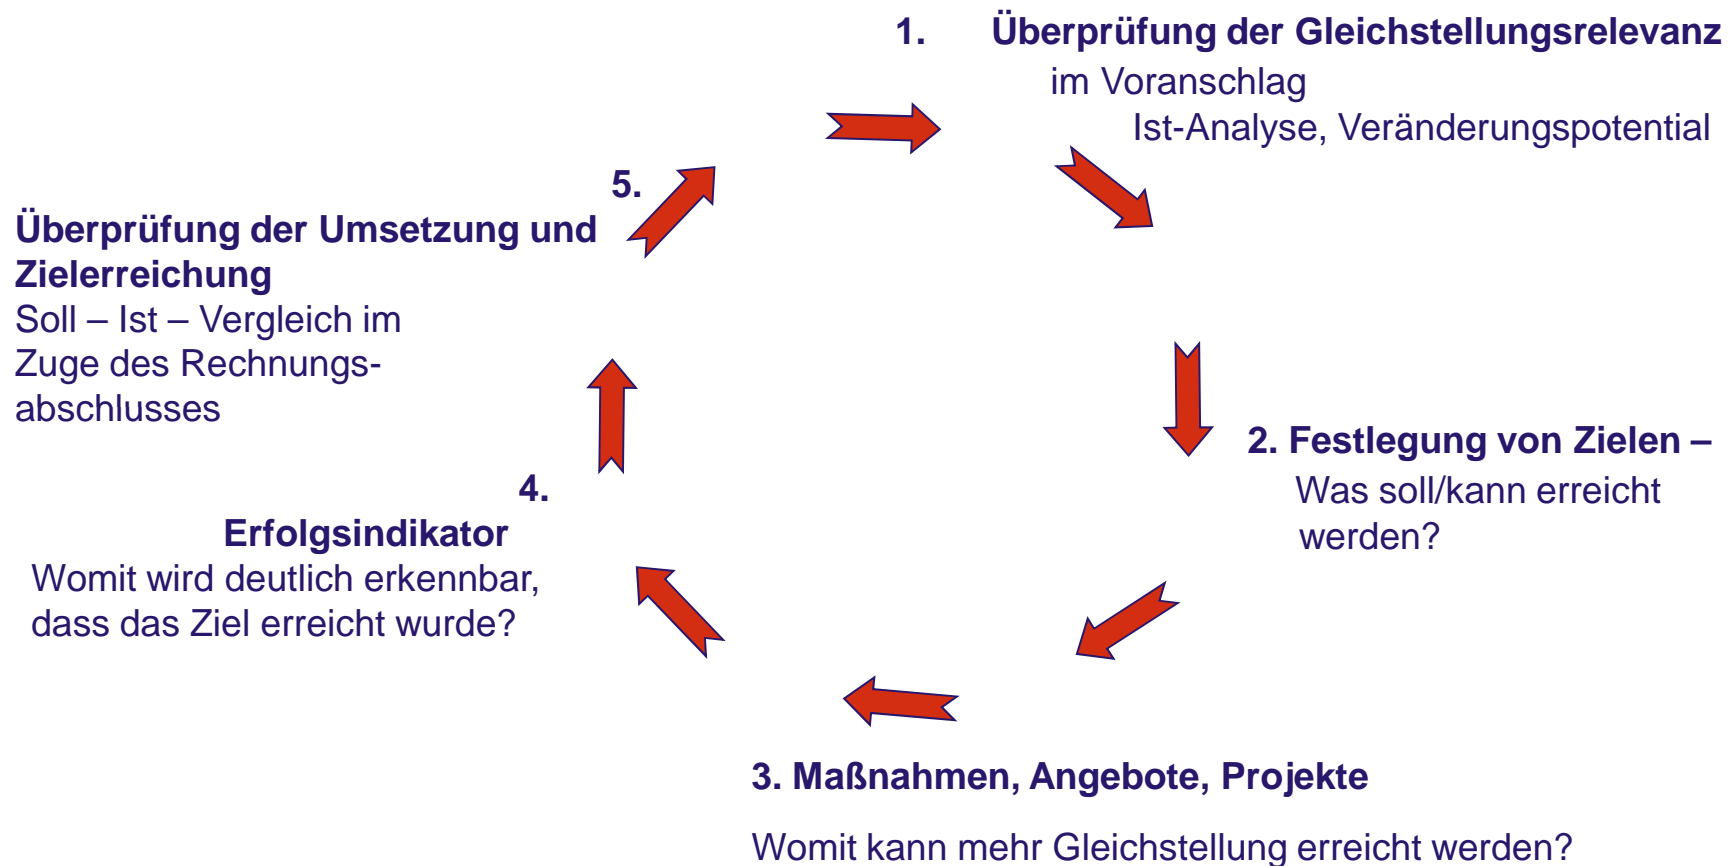 1. Überprüfung der Gleichstellungsrelevanz
im Voranschlag
Ist-Analyse, Veränderungspotential
2. Festlegung von Zielen –
Was soll/kann erreicht
werden?
3. Maßnahmen, Angebote, Projekte
Womit kann mehr Gleichstellung erreicht werden?
4.
Erfolgsindikator
Womit wird deutlich erkennbar,
dass das Ziel erreicht wurde?
5.
Überprüfung der Umsetzung und
Zielerreichung
Soll – Ist – Vergleich im
Zuge des Rechnungs-
abschlusses